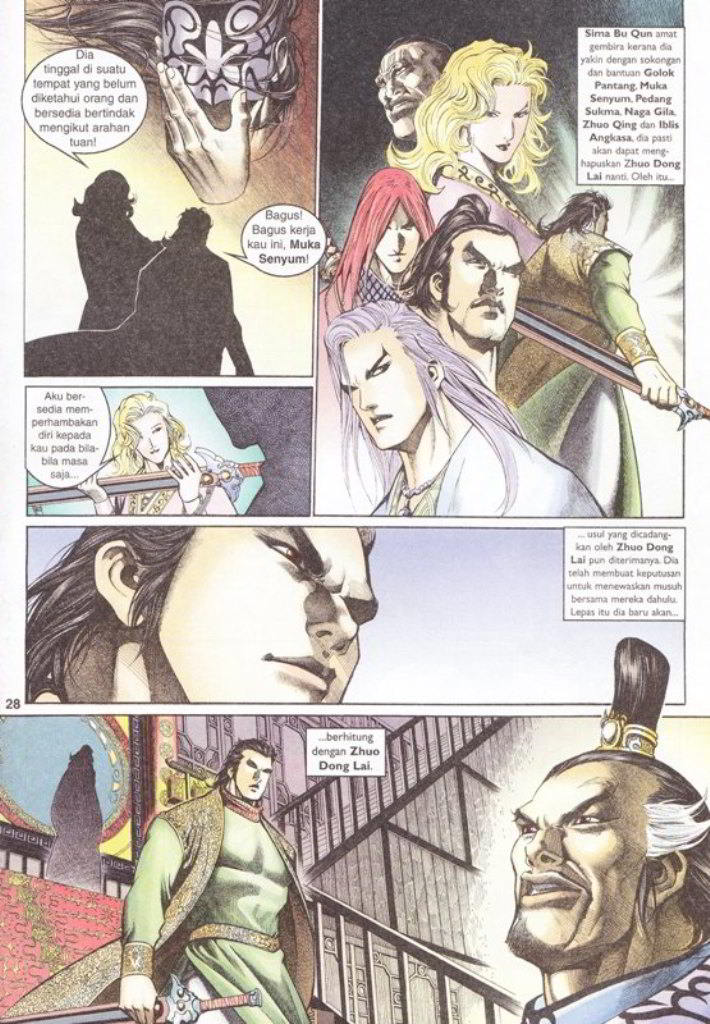 Dia
tinggal di suatu
tempat yang belum
diketahui orang dan
bersedia bertindak
mengikut arahan
tuan!
Bagus!
Bagus kerja
kau ini, Muka
Senyum!
Sima Bu Qun amat
gembira kerana dia
yakin dengan sokongan
dan bantuan Golok
Pantang, Muka
Senyum, Pedang
Sukma, Naga Gila,
Zhuo Qing dan Iblis
Angkasa, dia pasti
akan dapat meng-
hapuskan Zhuo Dong
Lai nanti. Oleh itu...
Aku ber-
sedia mem-
perhambakan
diri kepada
kau pada bila-
bila masa
saja...
... usul yang dicadang-
kan oleh Zhuo Dong
Lai pun diterimanya. Dia
telah membuat keputusan
untuk menewaskan musuh
bersama mereka dahulu.
Lepas itu dia baru akan...
28
...berhitung
dengan Zhuo
Dong Lai.